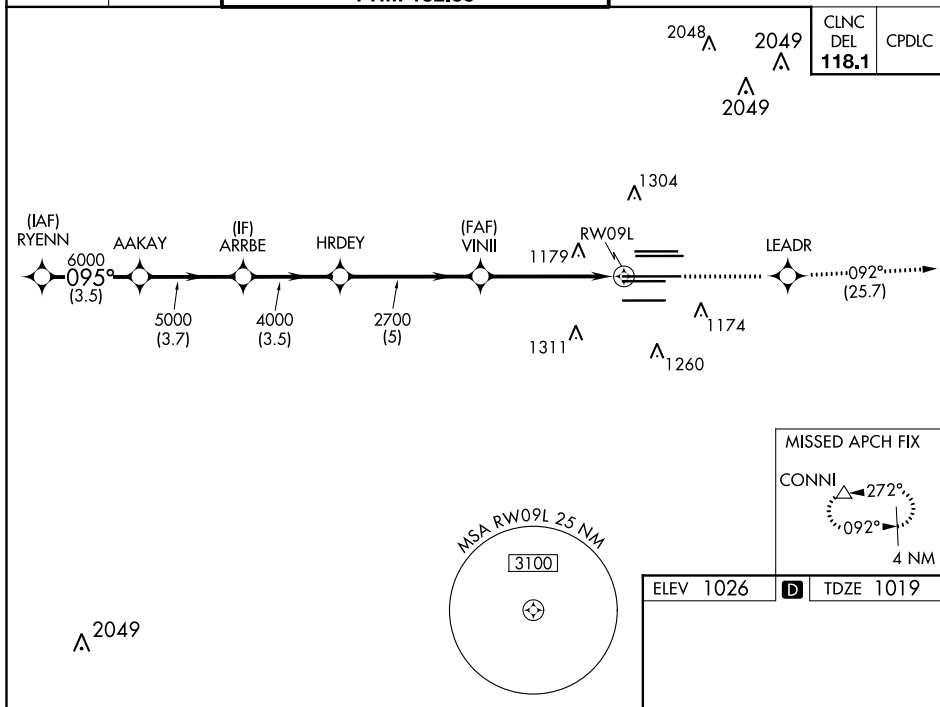 CLNC
DEL
118.1
CPDLC
2048
2049
2049
1304
(IAF)
RYENN
AAKAY
(IF)
ARRBE
HRDEY
(FAF)
VINII
1179
RW09L
LEADR
6000
095°
(3.5)
092°
(25.7)
5000
(3.7)
4000
(3.5)
2700
(5)
1311
1174
1260
MISSED APCH FIX
CONNI
272°
092°
4 NM
MSA RW09L 25 NM
3100
ELEV 1026
D
TDZE 1019
2049